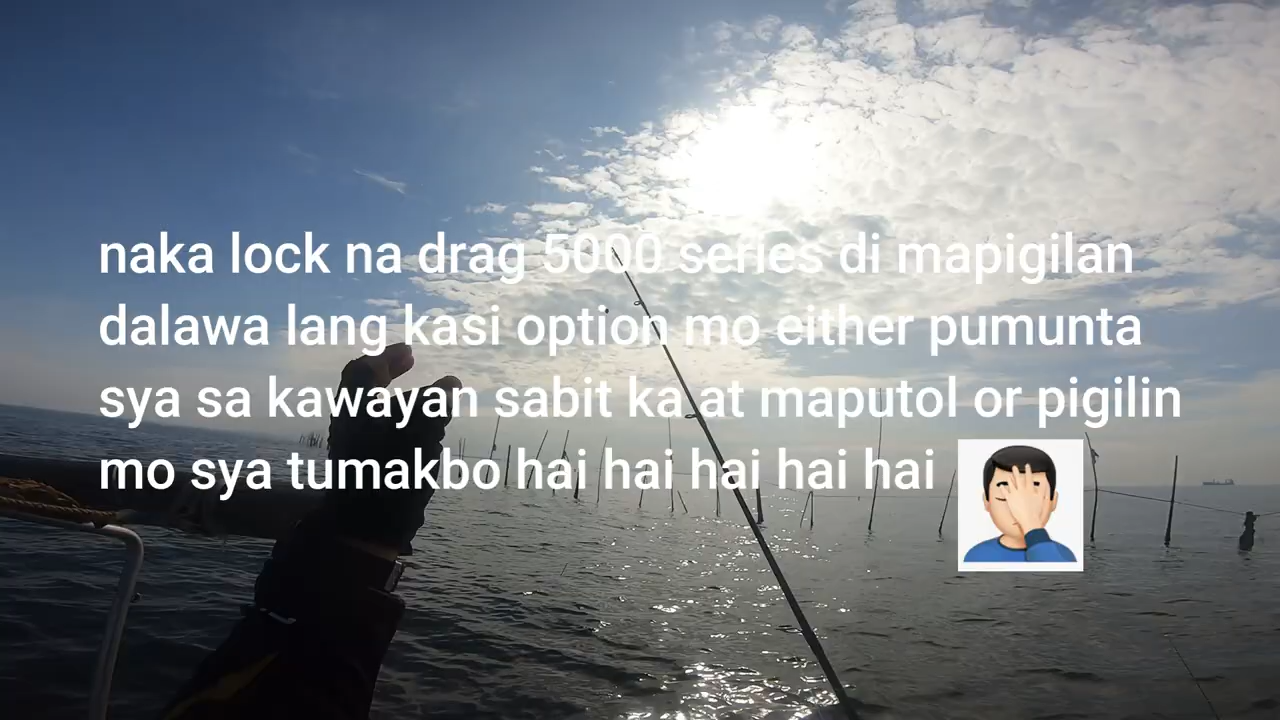 naka lock na drag 5000 series di mapigilan
dalawa lang kasi option mo either pumunta
sya sa kawayan sabit ka at maputol or pigilin
mo sya tumakbo hai hai hai hai hai